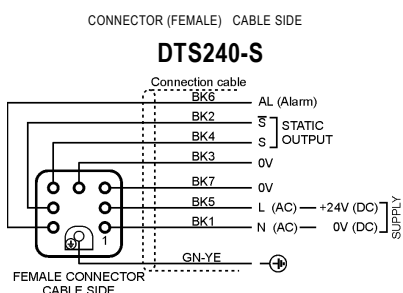 CONNECTOR (FEMALE) CABLE SIDE
DTS240-S
Connection cable
BK6 AL (Alarm)
BK2 S̅ STATIC
BK4 S OUTPUT
BK3 0V
BK7 0V
BK5 L (AC) — +24V (DC)
BK1 N (AC) — 0V (DC)
SUPPLY
1
GN-YE
FEMALE CONNECTOR
CABLE SIDE